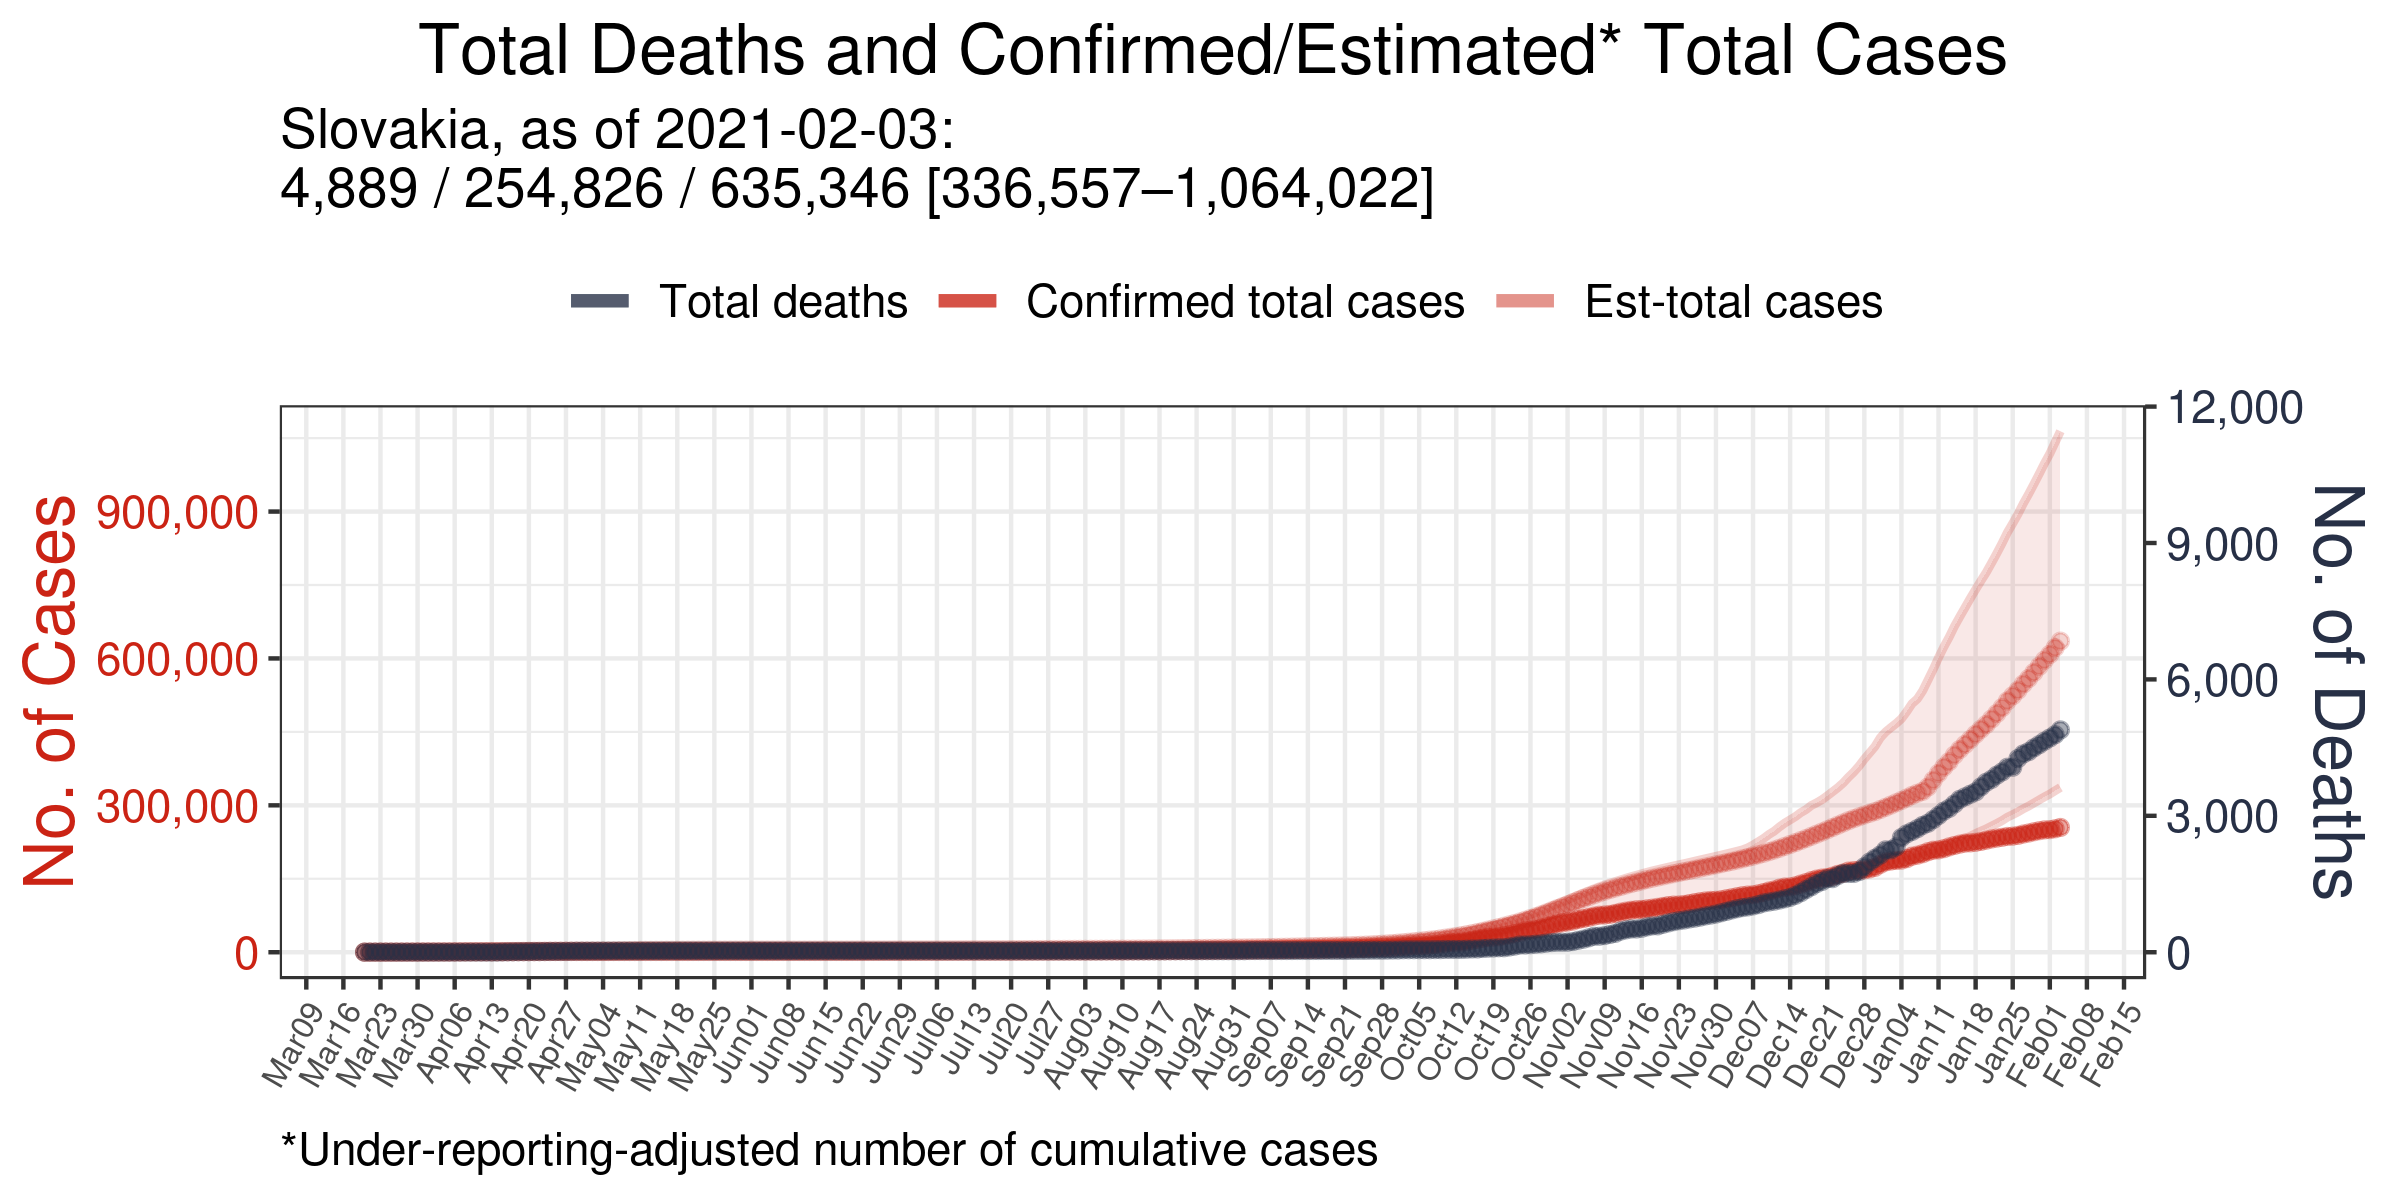 Total Deaths and Confirmed/Estimated* Total Cases
Slovakia, as of 2021-02-03:
4,889 / 254,826 / 635,346 [336,557–1,064,022]
Total deaths
Confirmed total cases
Est-total cases
No. of Cases
900,000
600,000
300,000
0
12,000
9,000
6,000
3,000
0
No. of Deaths
Mar09
Mar16
Mar23
Mar30
Apr06
Apr13
Apr20
Apr27
May04
May11
May18
May25
Jun01
Jun08
Jun15
Jun22
Jun29
Jul06
Jul13
Jul20
Jul27
Aug03
Aug10
Aug17
Aug24
Aug31
Sep07
Sep14
Sep21
Sep28
Oct05
Oct12
Oct19
Oct26
Nov02
Nov09
Nov16
Nov23
Nov30
Dec07
Dec14
Dec21
Dec28
Jan04
Jan11
Jan18
Jan25
Feb01
Feb08
Feb15
*Under-reporting-adjusted number of cumulative cases